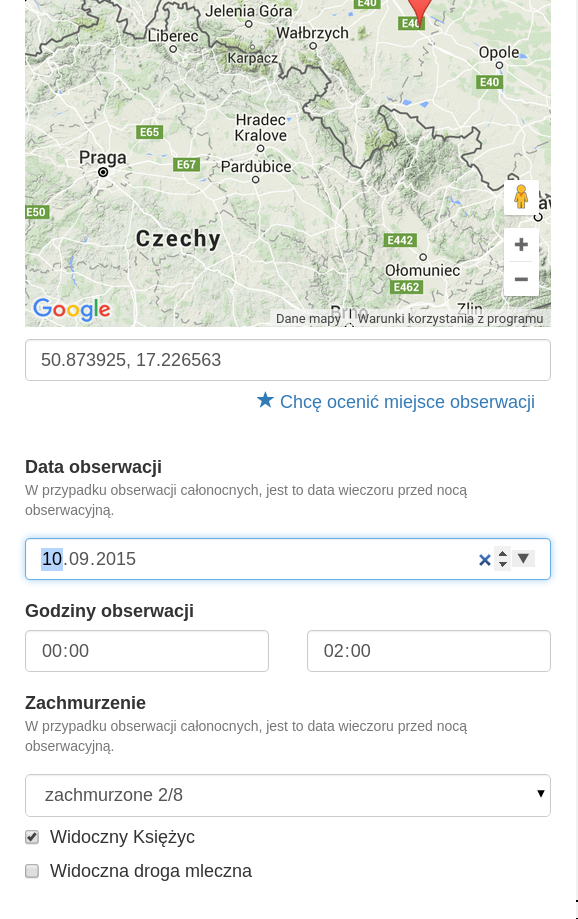 E40
Jelenia Góra
E40
Liberec
Wałbrzych
Karpacz
Opole
E40
Hradec
Kralove
E65
Praga
E67
Pardubice
E50
Czechy
E442
Ołomuniec
E462
Brno
Zlin
Google
Dane mapy
Warunki korzystania z programu
50.873925, 17.226563
★ Chcę ocenić miejsce obserwacji
Data obserwacji
W przypadku obserwacji całonocnych, jest to data wieczoru przed nocą
obserwacyjną.
10.09.2015
Godziny obserwacji
00:00
02:00
Zachmurzenie
W przypadku obserwacji całonocnych, jest to data wieczoru przed nocą
obserwacyjną.
zachmurzone 2/8
Widoczny Księżyc
Widoczna droga mleczna